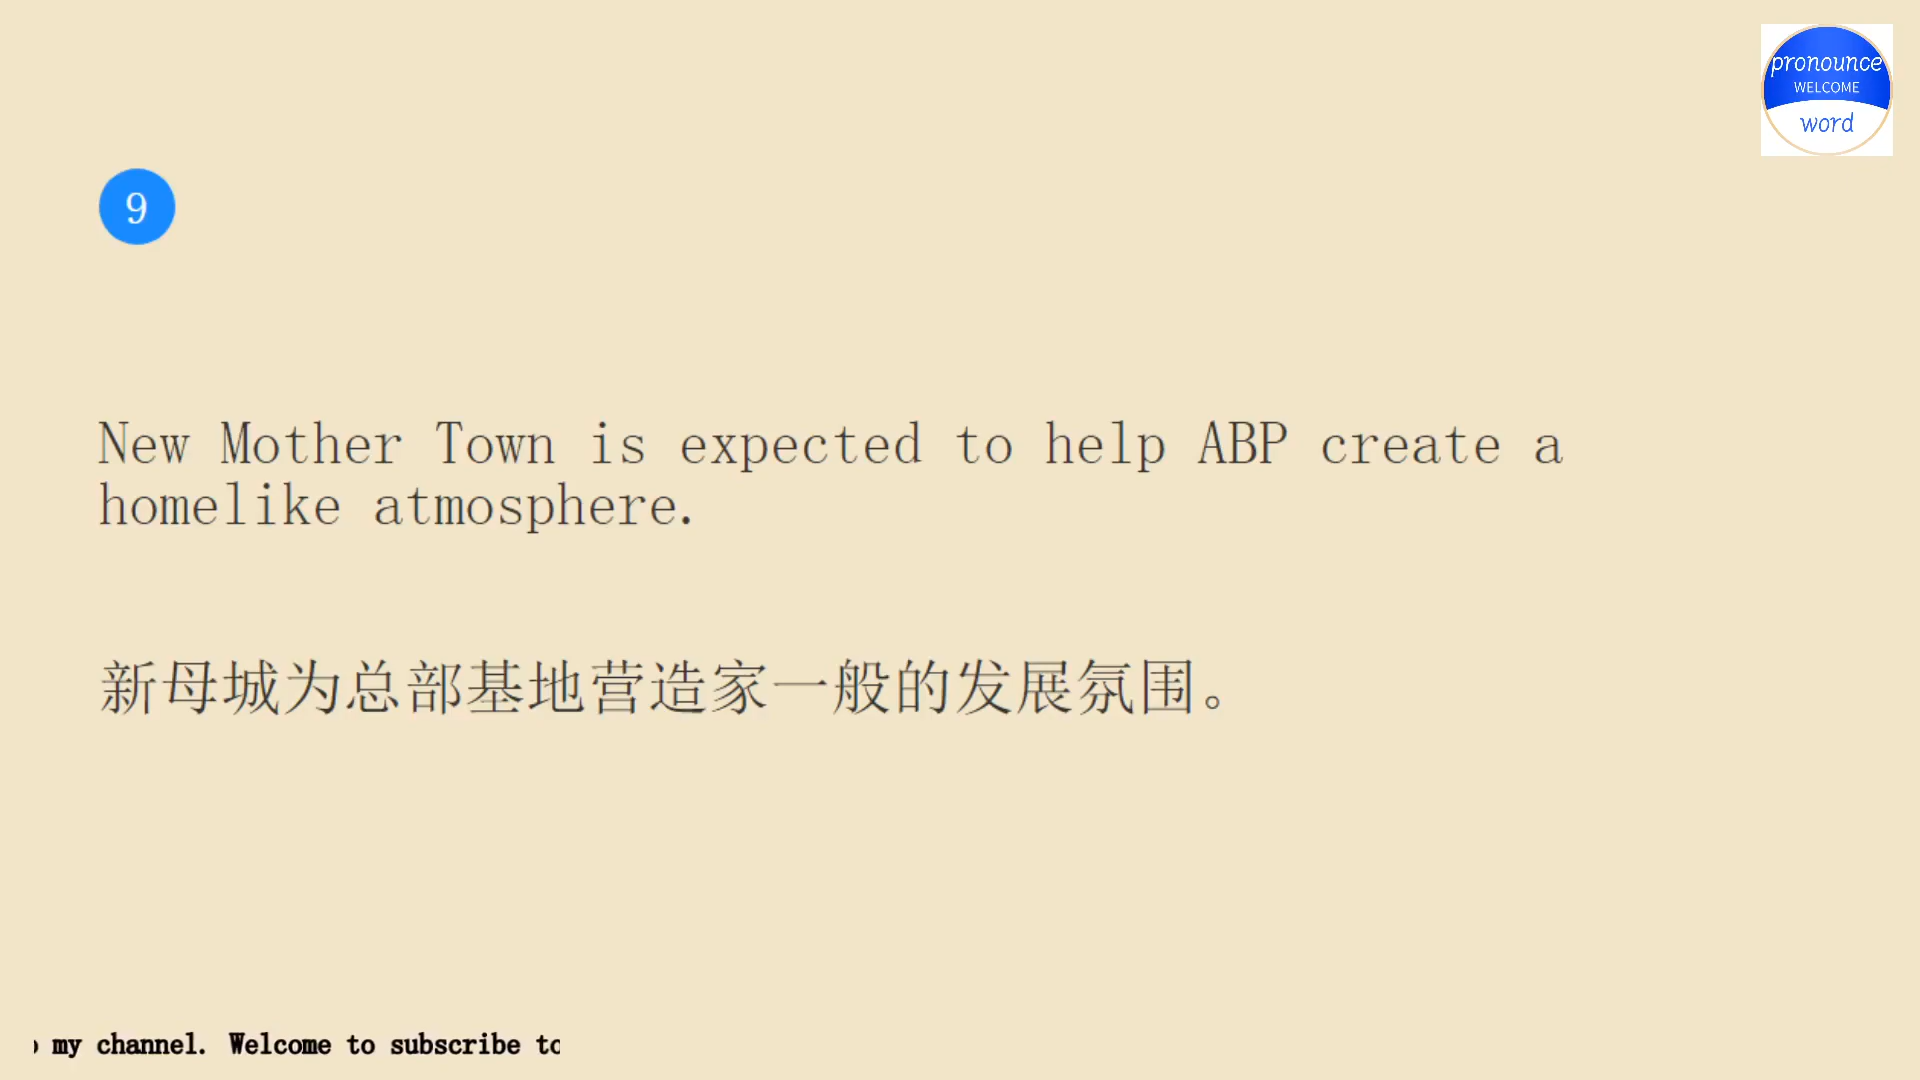 pronounce
WELCOME
word
9
New Mother Town is expected to help ABP create a
homelike atmosphere.
新母城为总部基地营造家一般的发展氛围。
my channel. Welcome to subscribe to